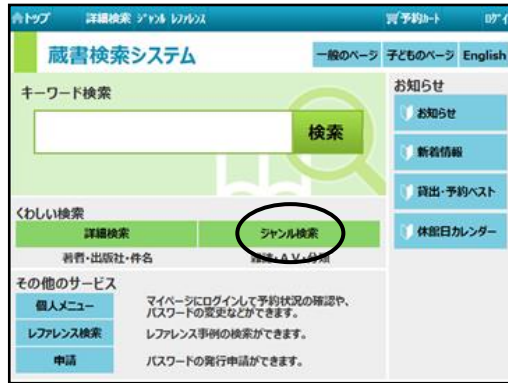 トップ 詳細検索 ジャンル レファレンス 予約カート ログイ
蔵書検索システム 一般のページ 子どものページ English
キーワード検索
検索
お知らせ
お知らせ
新着情報
貸出・予約ベスト
休館日カレンダー
くわしい検索
詳細検索 ジャンル検索
著者・出版社・件名 雑誌・AV・分類
その他のサービス
個人メニュー マイページにログインして予約状況の確認や、
パスワードの変更などができます。
レファレンス検索 レファレンス事例の検索ができます。
申請 パスワードの発行申請ができます。